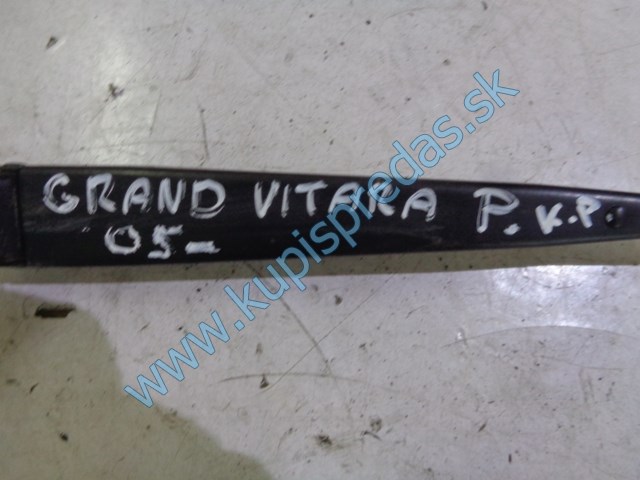 GRAND VITARA P. K.P
05-
www.kupispredas.sk